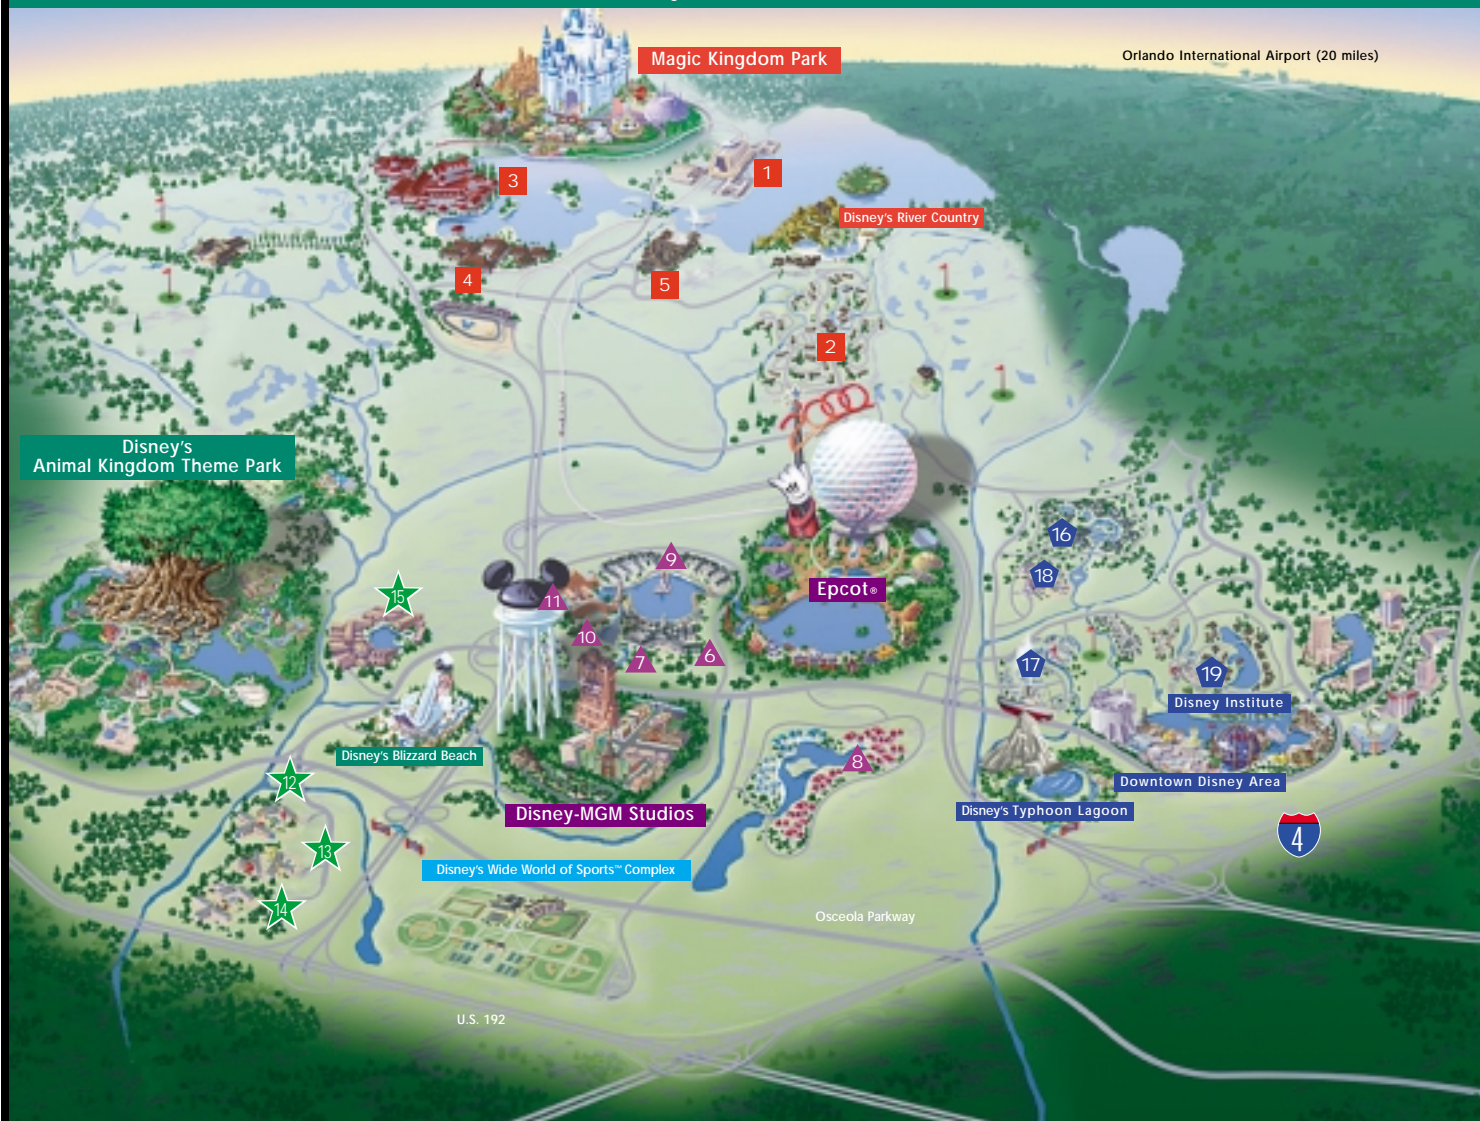 Magic Kingdom Park
Orlando International Airport (20 miles)
3
1
Disney's River Country
4
5
2
Disney's
Animal Kingdom Theme Park
16
9
18
15
11
Epcot®
10
7
6
17
19
Disney Institute
Disney's Blizzard Beach
8
12
Downtown Disney Area
Disney-MGM Studios
Disney's Typhoon Lagoon
4
13
Disney's Wide World of Sports™ Complex
14
Osceola Parkway
U.S. 192